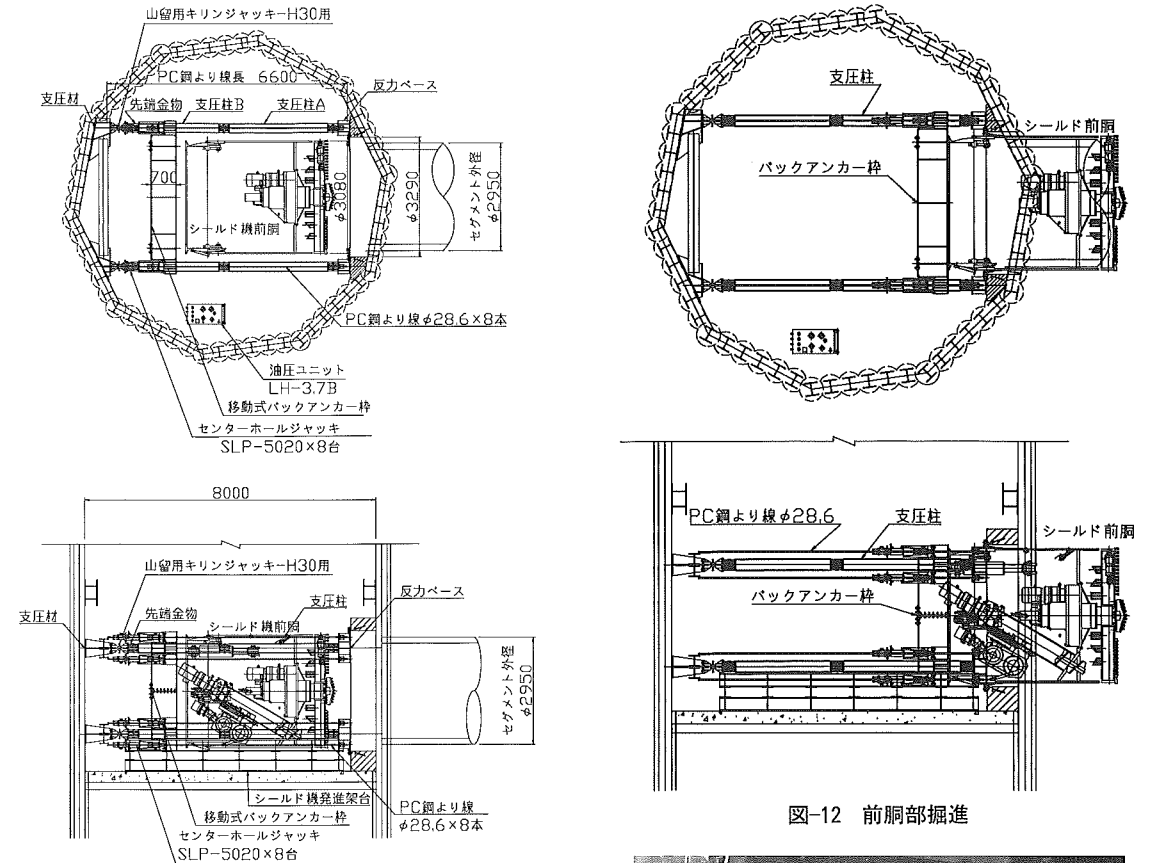 山留用キリンジャッキーH30用
PC鋼より線長 6600
反力ベース
支圧材
先端金物
支圧柱B
支圧柱A
700
シールド機前胴
φ3080
φ3290
セグメント外径
φ2950
PC鋼より線φ28.6×8本
油圧ユニット
LH-3.7B
移動式バックアンカー枠
センターホールジャッキ
SLP-5020×8台
支圧柱
シールド前胴
バックアンカー枠
8000
山留用キリンジャッキーH30用
反力ベース
支圧材
先端金物
支圧柱
シールド機前胴
セグメント外径
φ2950
シールド機発進架台
PC鋼より線
φ28.6×8本
移動式バックアンカー枠
センターホールジャッキ
SLP-5020×8台
PC鋼より線φ28.6
支圧柱
シールド前胴
バックアンカー枠
図-12 前胴部掘進